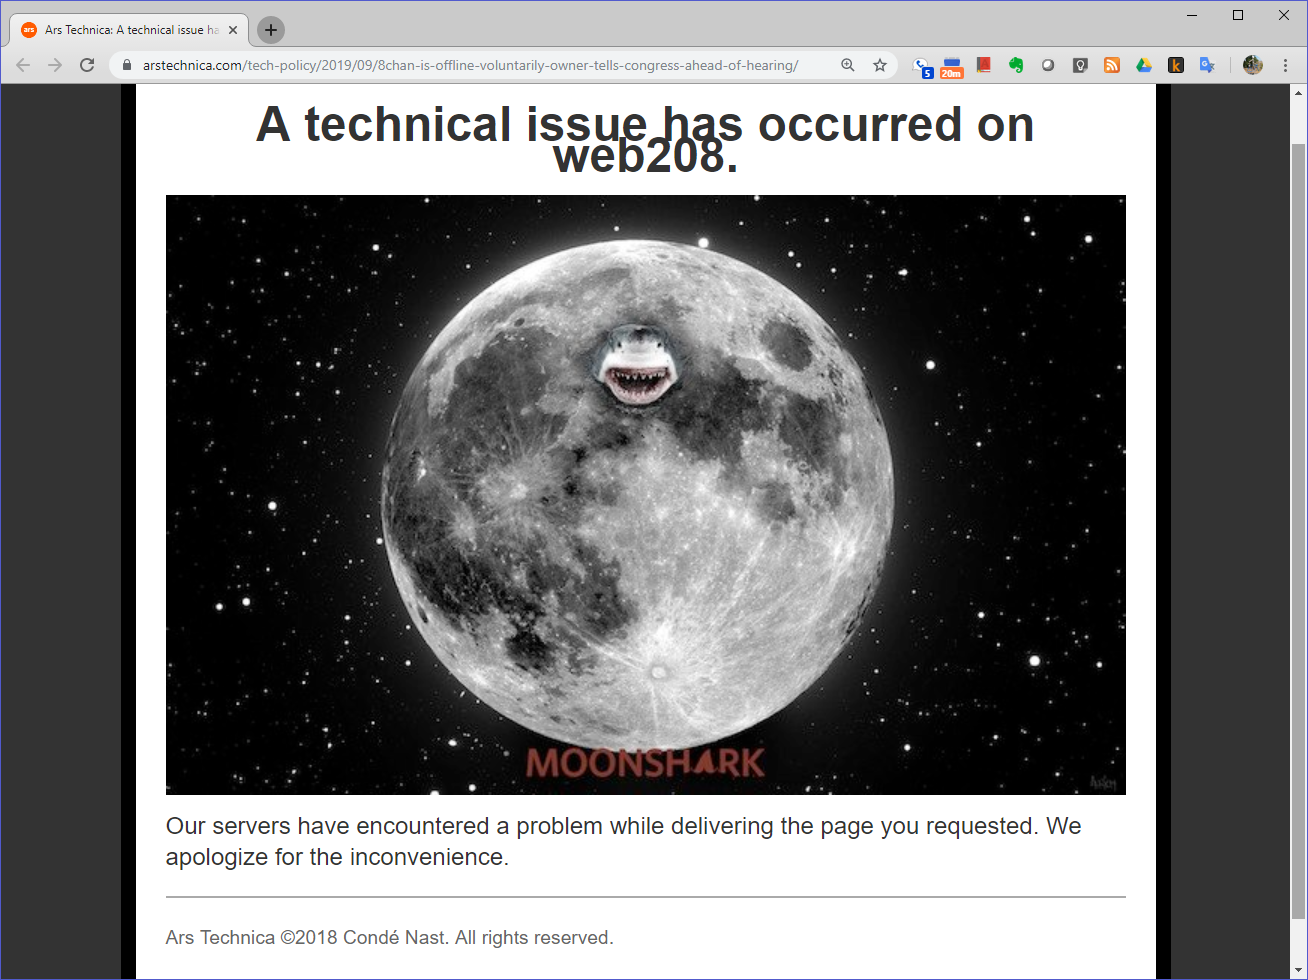 ars
Ars Technica: A technical issue ha
arstechnica.com/tech-policy/2019/09/8chan-is-offline-voluntarily-owner-tells-congress-ahead-of-hearing/
5
20m
k
A technical issue has occurred on
web208.
MOONSHARK
Our servers have encountered a problem while delivering the page you requested. We
apologize for the inconvenience.
Ars Technica ©2018 Condé Nast. All rights reserved.